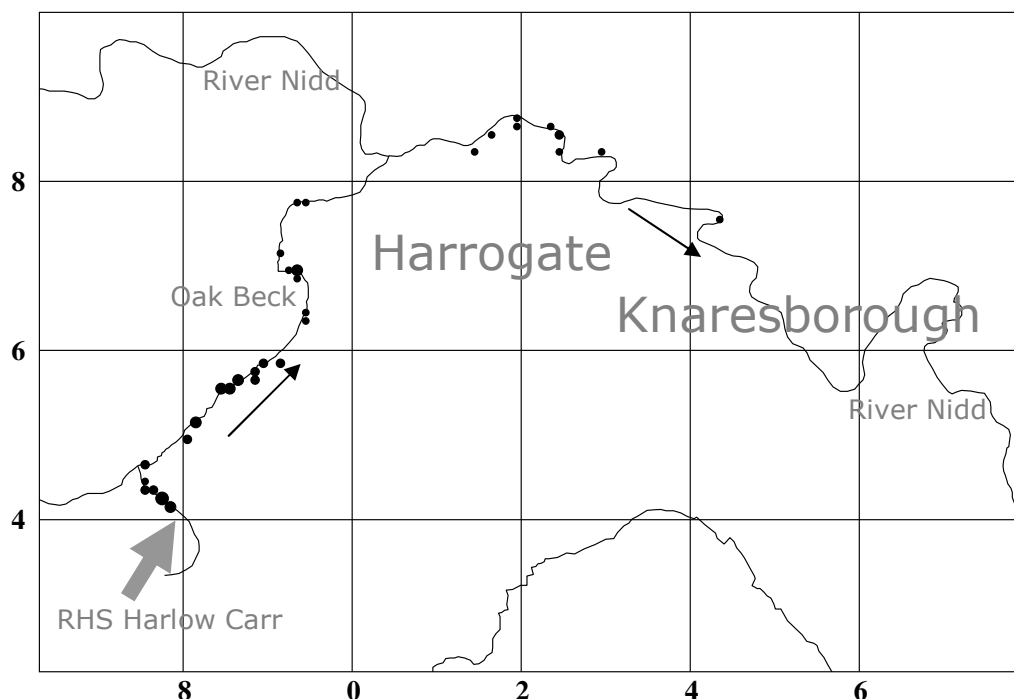 River Nidd
8
Harrogate
Oak Beck
Knaresborough
6
River Nidd
4
RHS Harlow Carr
8 0 2 4 6